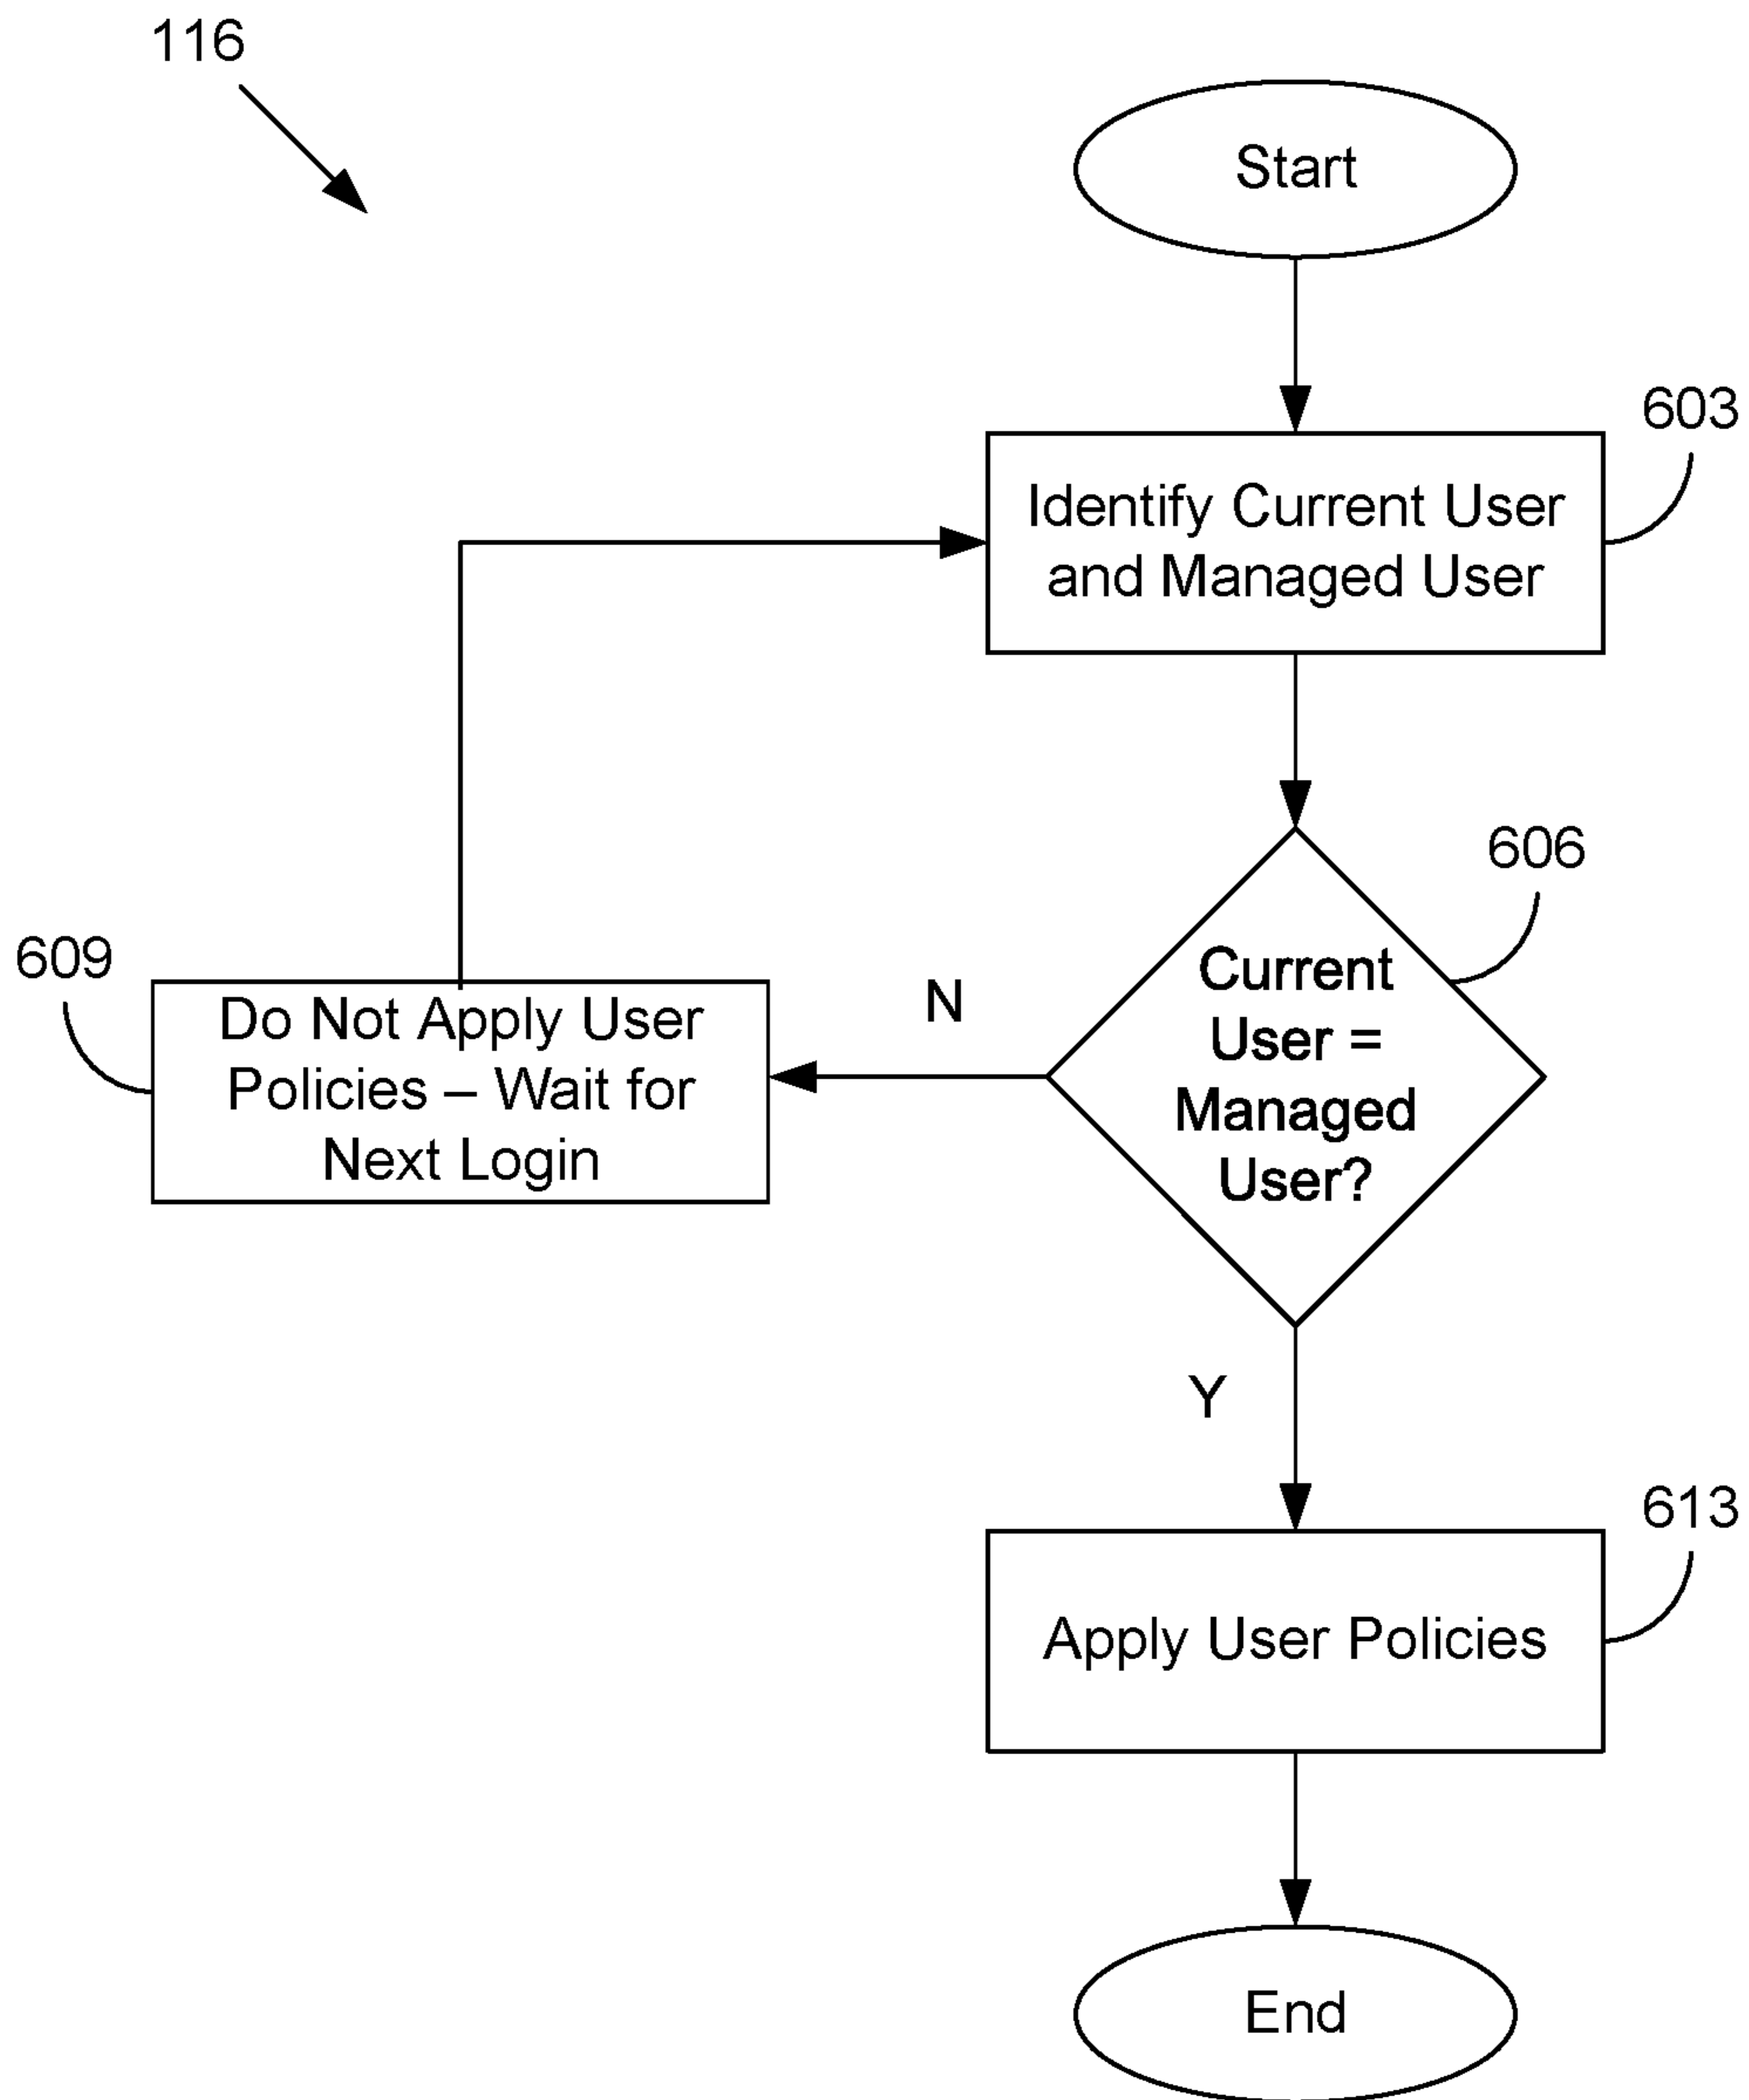 116
Start
603
Identify Current User
and Managed User
606
Current
User =
Managed
User?
N
609
Do Not Apply User
Policies – Wait for
Next Login
Y
613
Apply User Policies
End